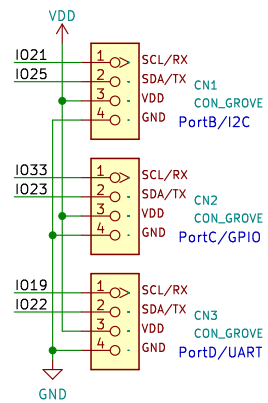 VDD
IO21 1 SCL/RX
IO25 2 SDA/TX CN1
3 VDD CON_GROVE
4 GND PortB/I2C
IO33 1 SCL/RX
IO23 2 SDA/TX CN2
3 VDD CON_GROVE
4 GND PortC/GPIO
IO19 1 SCL/RX
IO22 2 SDA/TX CN3
3 VDD CON_GROVE
4 GND PortD/UART
GND